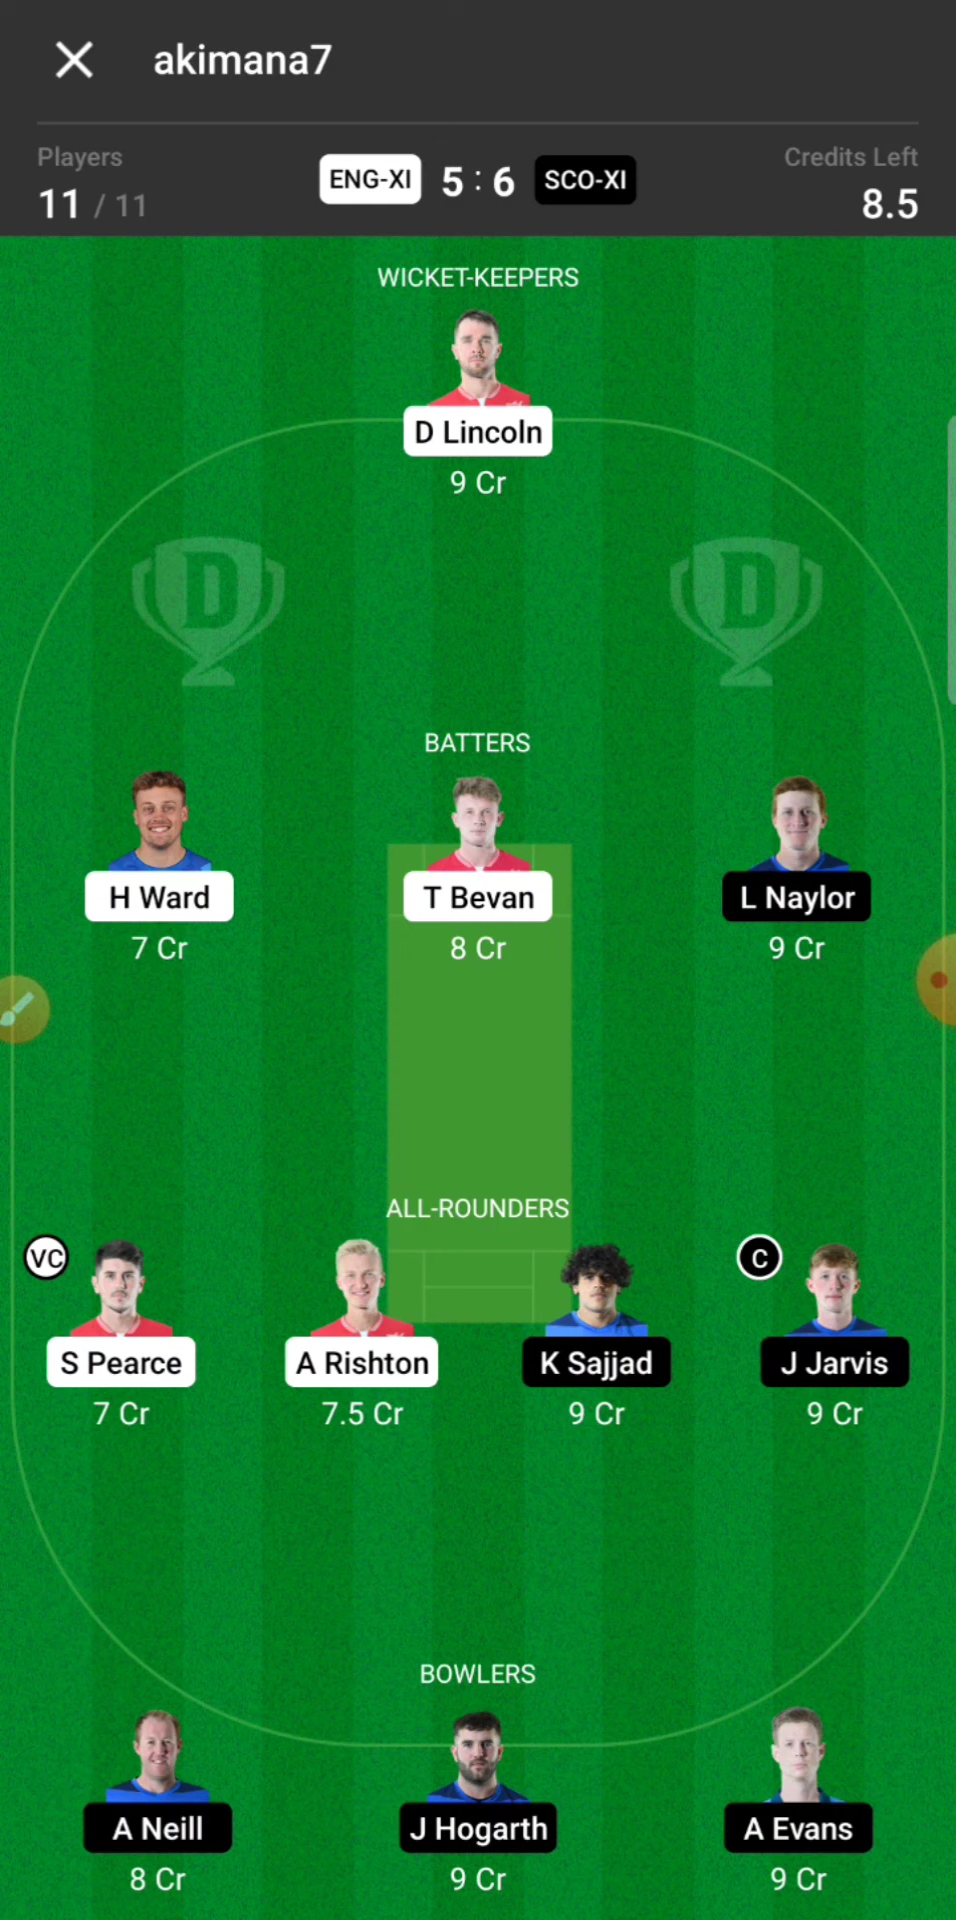 akimana7
Players
11 / 11
ENG-XI 5 : 6 SCO-XI
Credits Left
8.5
WICKET-KEEPERS
D Lincoln
9 Cr
D D
BATTERS
H Ward T Bevan L Naylor
7 Cr 8 Cr 9 Cr
ALL-ROUNDERS
VC C
S Pearce A Rishton K Sajjad J Jarvis
7 Cr 7.5 Cr 9 Cr 9 Cr
BOWLERS
A Neill J Hogarth A Evans
8 Cr 9 Cr 9 Cr